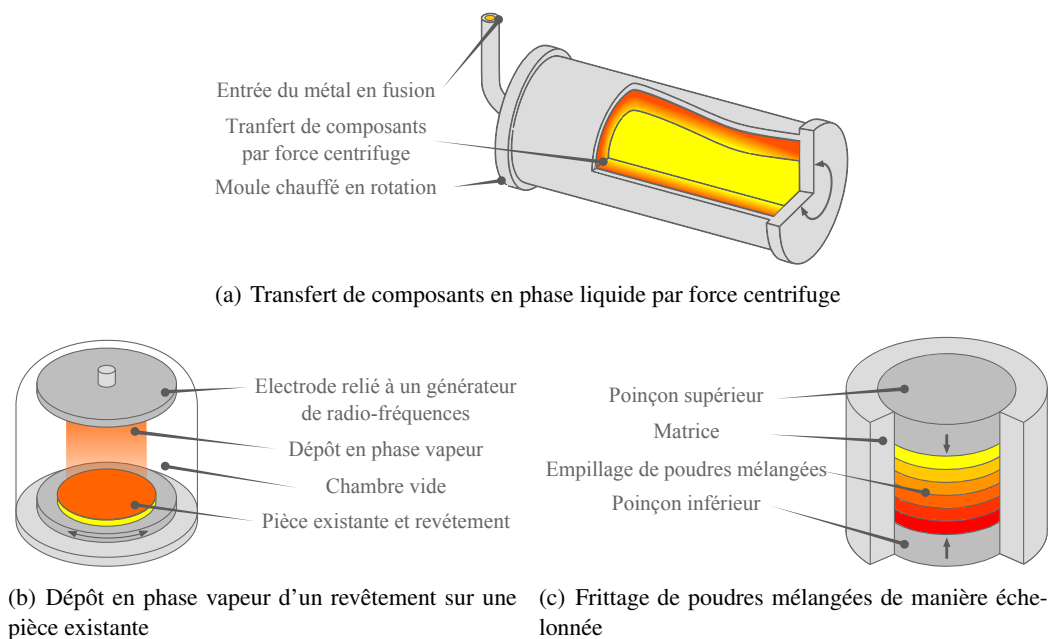 Entrée du métal en fusion
Tranfert de composants
par force centrifuge
Moule chauffé en rotation
(a) Transfert de composants en phase liquide par force centrifuge
Electrode relié à un générateur
de radio-fréquences
Dépôt en phase vapeur
Chambre vide
Pièce existante et revétement
Poinçon supérieur
Matrice
Empillage de poudres mélangées
Poinçon inférieur
(b) Dépôt en phase vapeur d'un revêtement sur une
pièce existante
(c) Frittage de poudres mélangées de manière éche-
lonnée